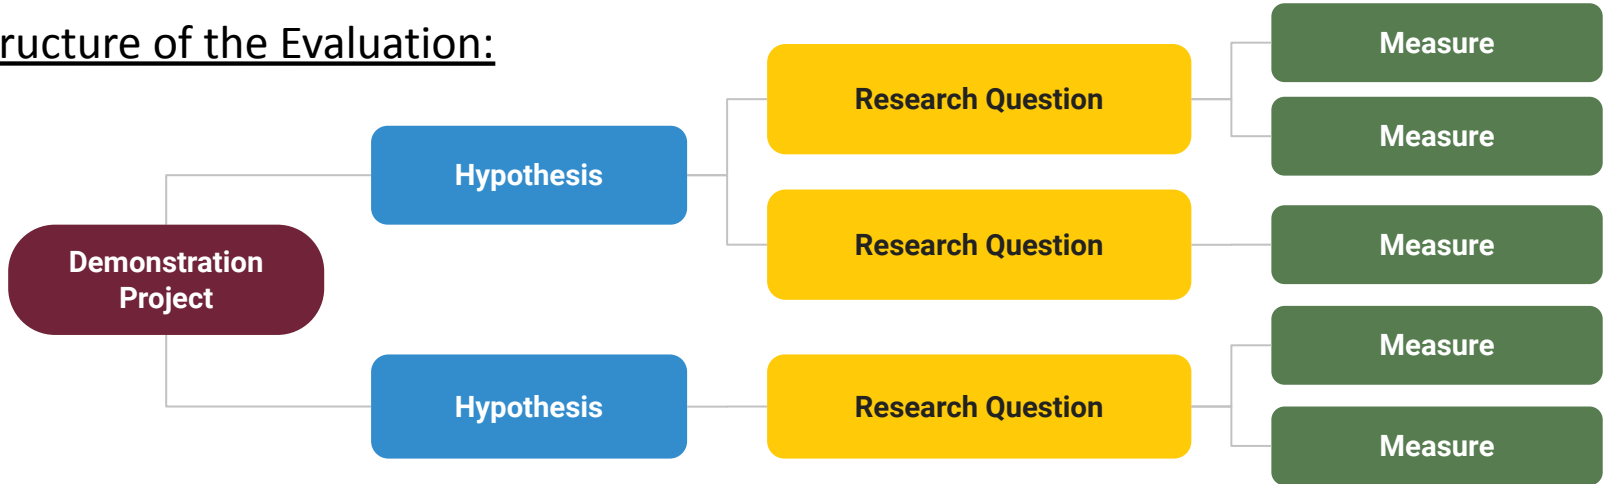 ructure of the Evaluation:
Demonstration
Project
Hypothesis
Research Question
Measure
Measure
Research Question
Measure
Hypothesis
Research Question
Measure
Measure